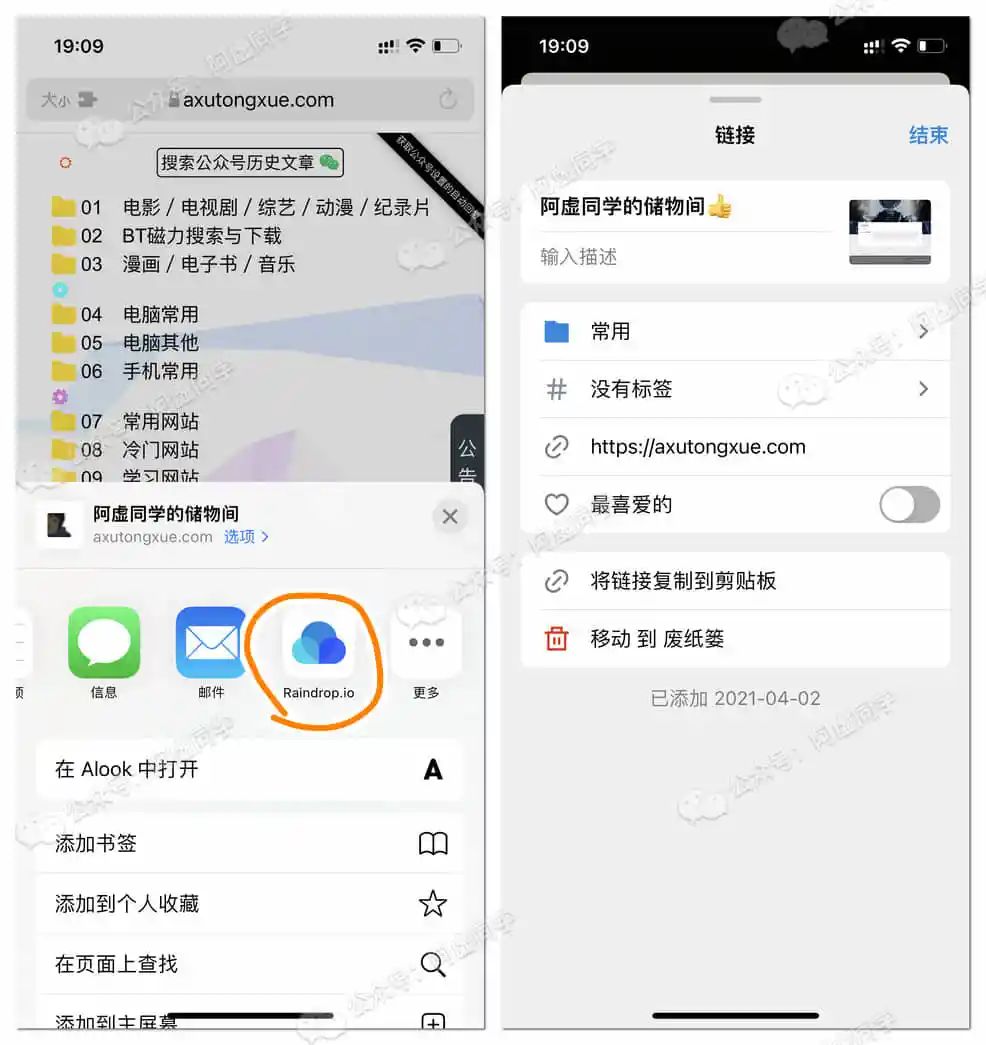 19:09
大小
axutongxue.com
获取公众号设置的自动回复
搜索公众号历史文章
01 电影 / 电视剧 / 综艺 / 动漫 / 纪录片
02 BT磁力搜索与下载
03 漫画 / 电子书 / 音乐
04 电脑常用
05 电脑其他
06 手机常用
07 常用网站
08 冷门网站
09 学习网站
公告
阿虚同学的储物间
axutongxue.com 选项 >
信息
邮件
Raindrop.io
更多
在 Alook 中打开
添加书签
添加到个人收藏
在页面上查找
添加到主屏幕
19:09
链接
结束
阿虚同学的储物间👍
输入描述
常用
# 没有标签
https://axutongxue.com
最喜爱的
将链接复制到剪贴板
移动 到 废纸篓
已添加 2021-04-02
公众号：阿虚同学